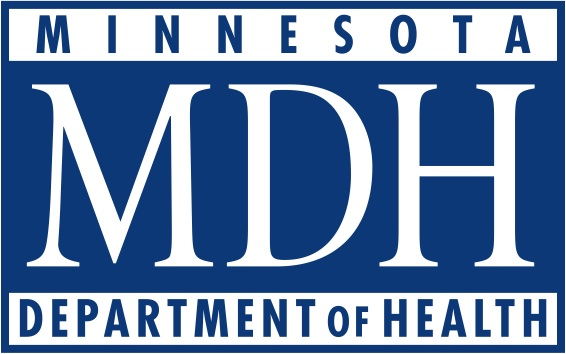 MINNESOTA
MDH
DEPARTMENT OF HEALTH